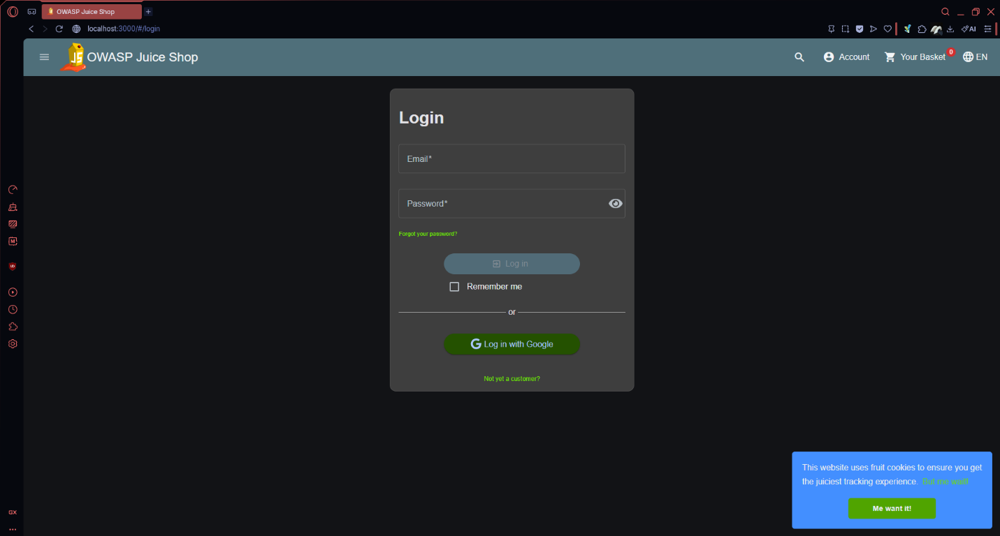 OWASP Juice Shop
localhost:3000/#/login
AI
JS
OWASP Juice Shop
Account
Your Basket
0
EN
Login
Email*
Password*
Forgot your password?
Log in
Remember me
or
G Log in with Google
Not yet a customer?
This website uses fruit cookies to ensure you get
the juiciest tracking experience. But me wait!
Me want it!
M
GX